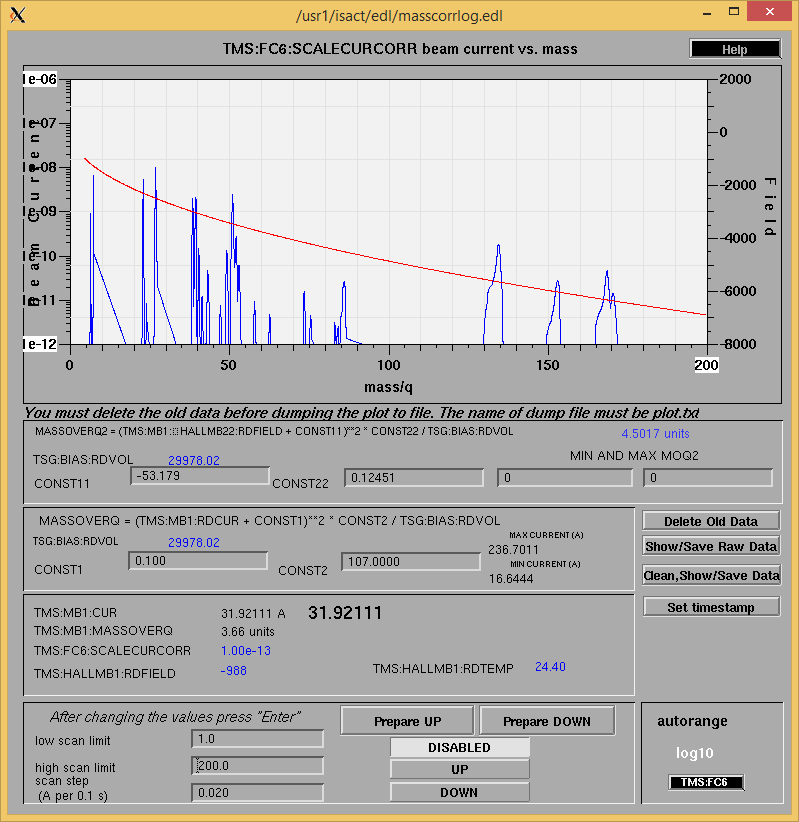 /usr1/isact/edl/masscorrlog.edl
TMS:FC6:SCALECURCORR beam current vs. mass
Help
1e-06
1e-07
1e-08
1e-09
1e-10
1e-11
1e-12
Beam Current
2000
0
-2000
-4000
-6000
-8000
Field
0 50 100 150 200
mass/q
You must delete the old data before dumping the plot to file. The name of dump file must be plot.txt
MASSOVERQ2 = (TMS:MB1:HALLMB22:RDFIELD + CONST11)**2 * CONST22 / TSG:BIAS:RDVOL
4.5017 units
TSG:BIAS:RDVOL 29978.02
MIN AND MAX MOQ2
CONST11 -53.179 CONST22 0.12451 0 0
MASSOVERQ = (TMS:MB1:RDCUR + CONST1)**2 * CONST2 / TSG:BIAS:RDVOL
TSG:BIAS:RDVOL 29978.02
MAX CURRENT (A)
236.7011
MIN CURRENT (A)
16.6444
CONST1 0.100 CONST2 107.0000
Delete Old Data
Show/Save Raw Data
Clean,Show/Save Data
Set timestamp
TMS:MB1:CUR 31.92111 A 31.92111
TMS:MB1:MASSOVERQ 3.66 units
TMS:FC6:SCALECURCORR 1.00e-13
TMS:HALLMB1:RDFIELD -988
TMS:HALLMB1:RDTEMP 24.40
After changing the values press "Enter"
low scan limit 1.0
high scan limit 200.0
scan step
(A per 0.1 s) 0.020
Prepare UP
Prepare DOWN
DISABLED
UP
DOWN
autorange
log10
TMS:FC6